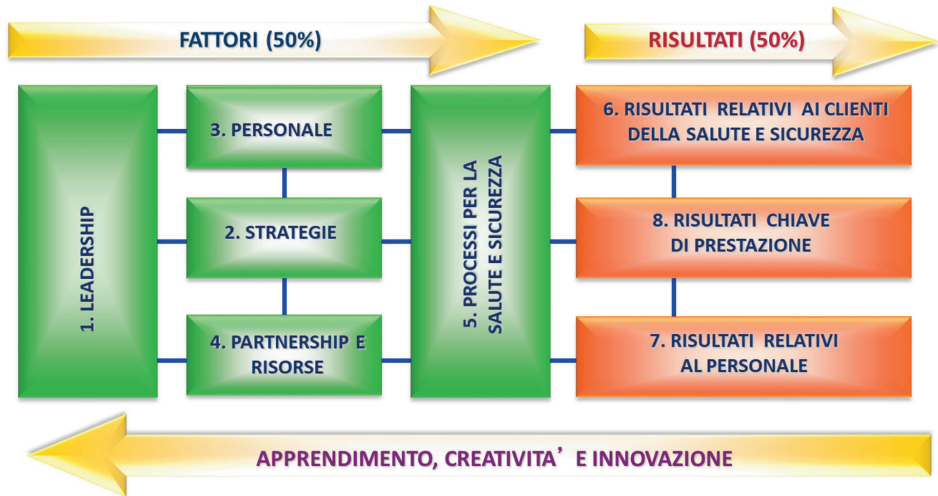 FATTORI (50%)
RISULTATI (50%)
1. LEADERSHIP
3. PERSONALE
2. STRATEGIE
4. PARTNERSHIP E
RISORSE
5. PROCESSI PER LA
SALUTE E SICUREZZA
6. RISULTATI RELATIVI AI CLIENTI
DELLA SALUTE E SICUREZZA
8. RISULTATI CHIAVE
DI PRESTAZIONE
7. RISULTATI RELATIVI
AL PERSONALE
APPRENDIMENTO, CREATIVITA’ E INNOVAZIONE